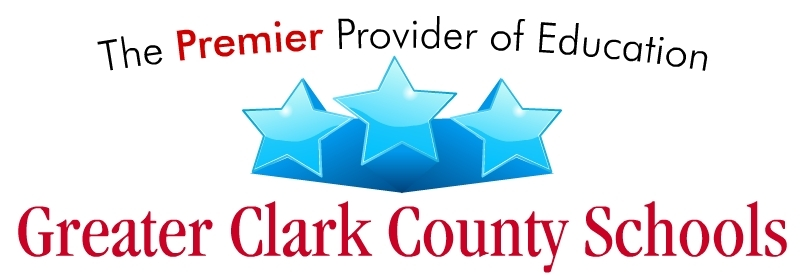 The Premier Provider of Education
Greater Clark County Schools